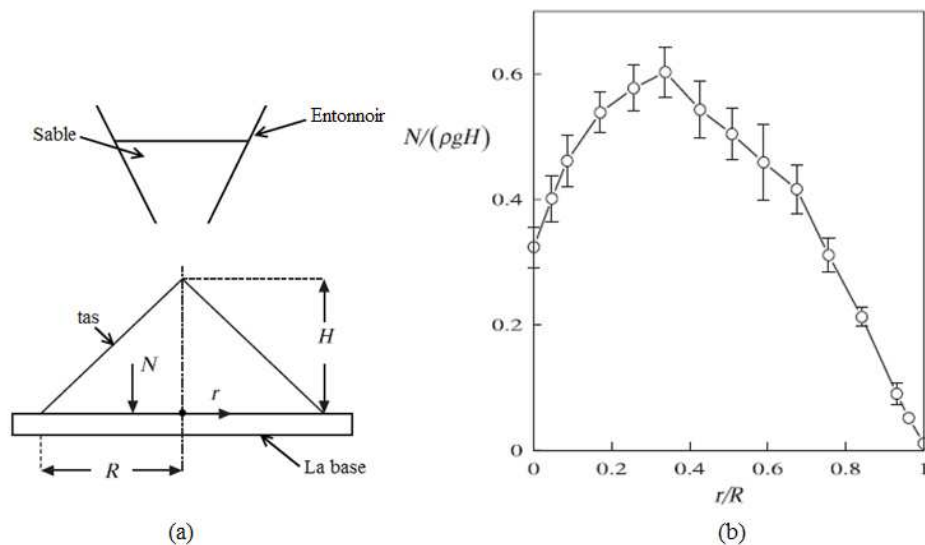 Entonnoir
Sable
tas
N
H
r
La base
R
(a)
0.6
N/(ρgH)
0.4
0.2
0
0 0.2 0.4 0.6 0.8 1
r/R
(b)